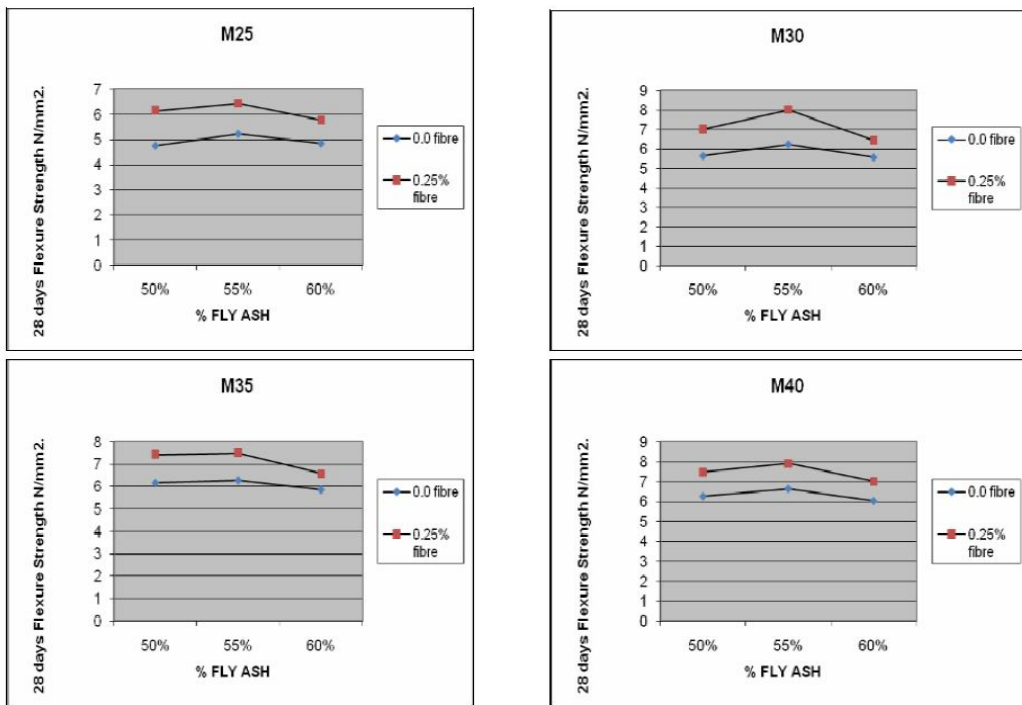 M25
28 days Flexure Strength N/mm2.
7
6
5
4
3
2
1
0
50% 55% 60%
% FLY ASH
0.0 fibre
0.25%
fibre
M30
28 days Flexure Strength N/mm2.
9
8
7
6
5
4
3
2
1
0
50% 55% 60%
% FLY ASH
0.0 fibre
0.25%
fibre
M35
28 days Flexure Strength N/mm2.
8
7
6
5
4
3
2
1
0
50% 55% 60%
% FLY ASH
0.0 fibre
0.25%
fibre
M40
28 days Flexure Strength N/mm2.
9
8
7
6
5
4
3
2
1
0
50% 55% 60%
% FLY ASH
0.0 fibre
0.25%
fibre